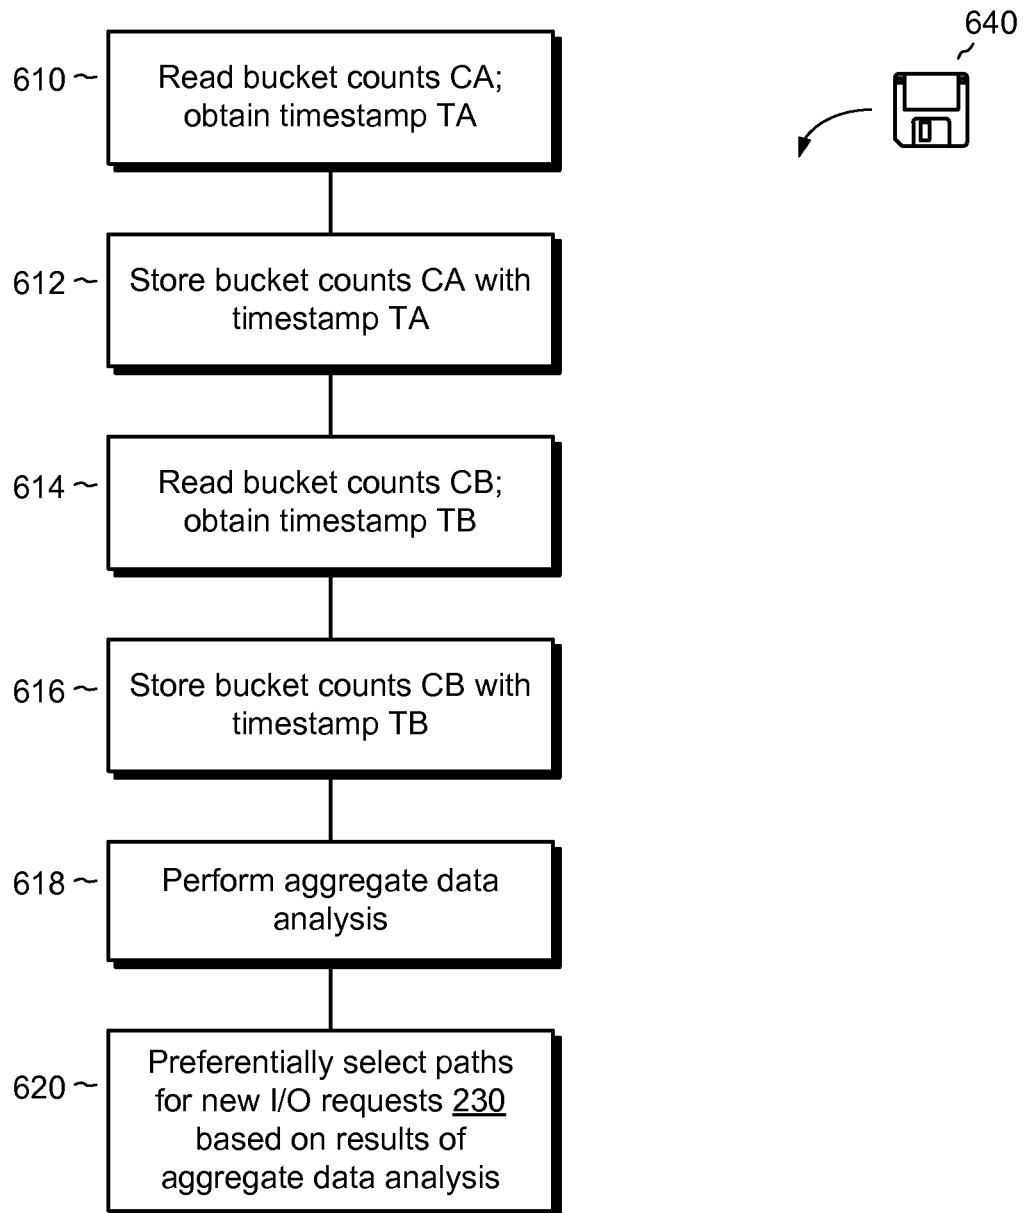 640
610 ~ Read bucket counts CA;
obtain timestamp TA
612 ~ Store bucket counts CA with
timestamp TA
614 ~ Read bucket counts CB;
obtain timestamp TB
616 ~ Store bucket counts CB with
timestamp TB
618 ~ Perform aggregate data
analysis
620 ~ Preferentially select paths
for new I/O requests 230
based on results of
aggregate data analysis